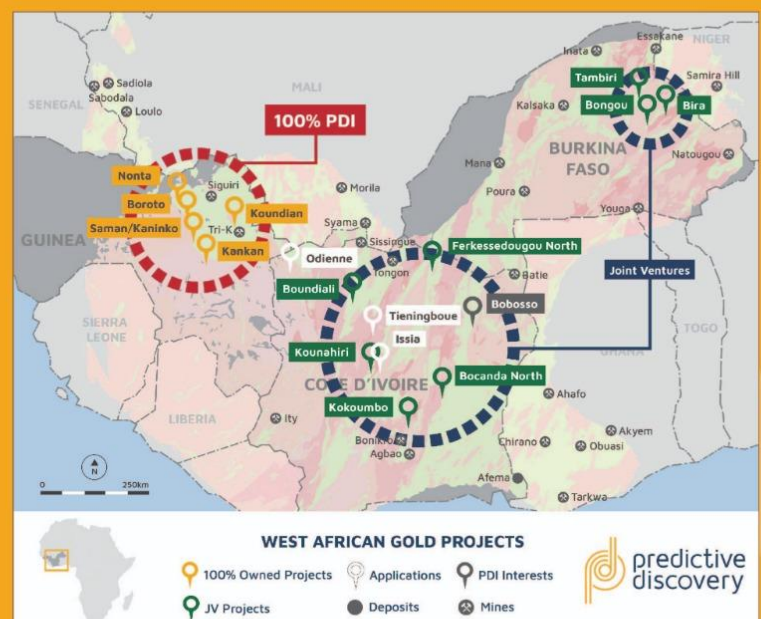 NIGER
Essakane
Inata
Tambiri
Samira Hill
Sadiola
Sabodala
Loulo
MALI
SENEGAL
Kalsaka
Bongou
Bira
100% PDI
BURKINA
FASO
Natougou
Mana
Nonta
Siguiri
Morila
Poura
Boroto
Koundian
Youga
Saman/Kaninko
Tri-K
Syama
GUINEA
Kankan
Sissingue
Ferkessedougou North
Odienne
Tongon
Batie
Joint Ventures
Boundiali
Bobosso
Tieningboue
SIERRA
LEONE
Issia
Kounahiri
GHANA
TOGO
COTE D'IVOIRE
Bocanda North
LIBERIA
Ahafo
Kokoumbo
Ity
Akyem
Bonikro
Chirano
Obuasi
Agbao
Afema
Tarkwa
N
0 250km
WEST AFRICAN GOLD PROJECTS
100% Owned Projects
Applications
PDI Interests
JV Projects
Deposits
Mines
predictive
discovery